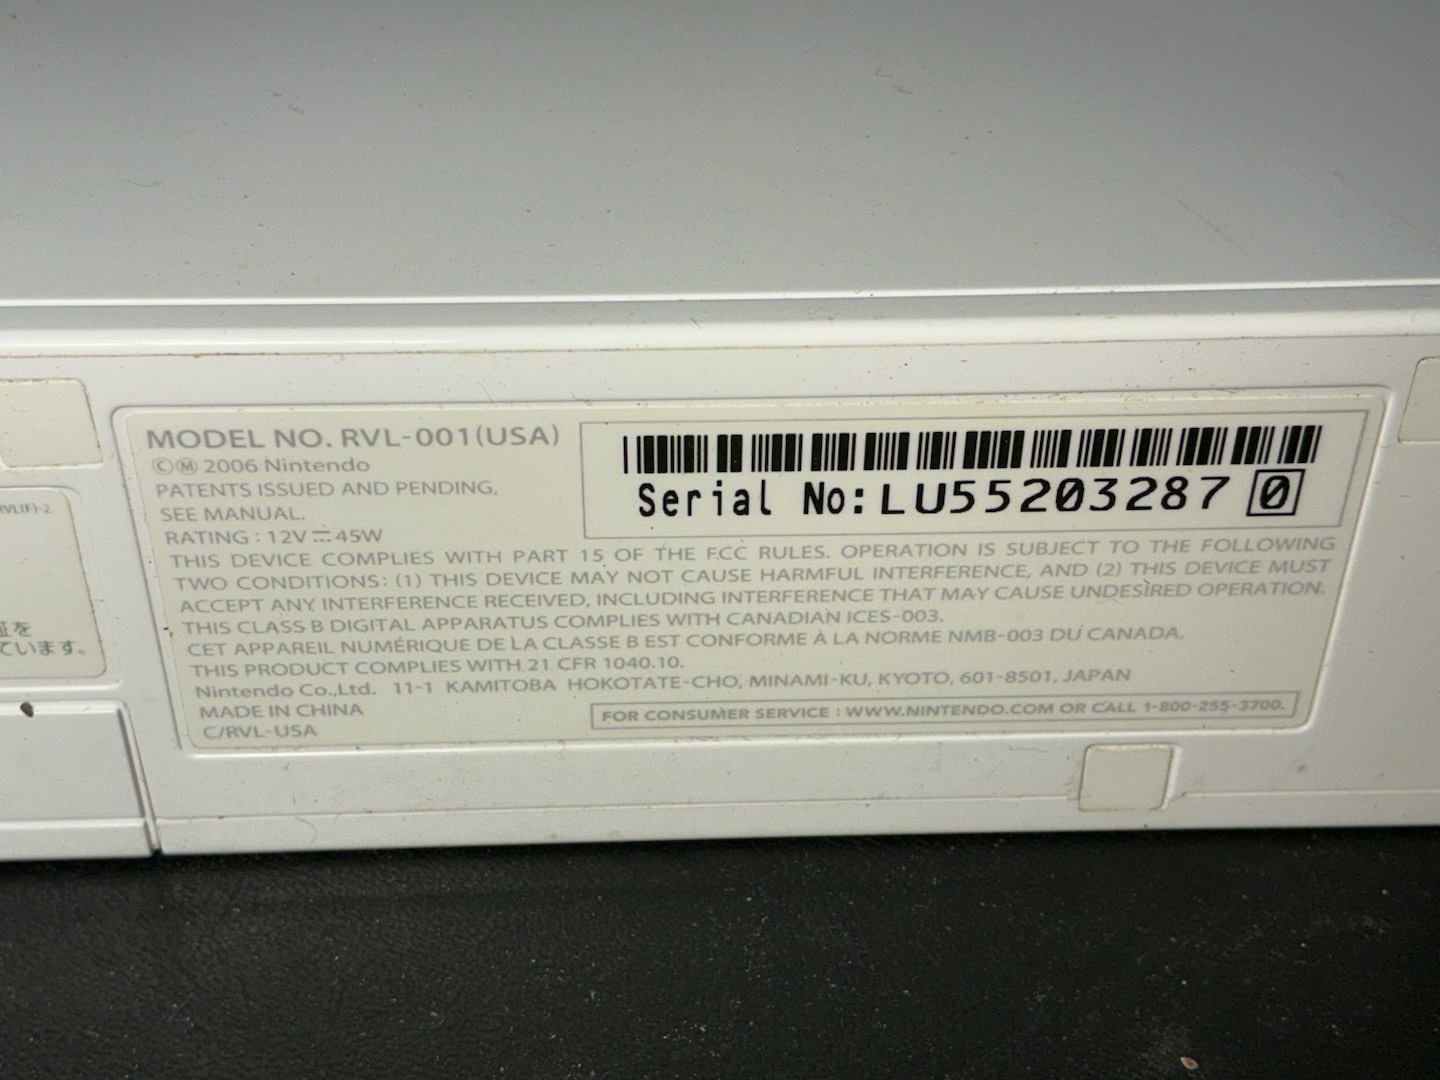 MODEL NO. RVL-001(USA)
©Ⓜ 2006 Nintendo
PATENTS ISSUED AND PENDING,
SEE MANUAL.
RATING : 12V⎓45W
Serial No:LU55203287 0
THIS DEVICE COMPLIES WITH PART 15 OF THE FCC RULES. OPERATION IS SUBJECT TO THE FOLLOWING
TWO CONDITIONS: (1) THIS DEVICE MAY NOT CAUSE HARMFUL INTERFERENCE, AND (2) THIS DEVICE MUST
ACCEPT ANY INTERFERENCE RECEIVED, INCLUDING INTERFERENCE THAT MAY CAUSE UNDESIRED OPERATION.
THIS CLASS B DIGITAL APPARATUS COMPLIES WITH CANADIAN ICES-003.
CET APPAREIL NUMÉRIQUE DE LA CLASSE B EST CONFORME À LA NORME NMB-003 DU CANADA.
THIS PRODUCT COMPLIES WITH 21 CFR 1040.10.
Nintendo Co.,Ltd. 11-1 KAMITOBA HOKOTATE-CHO, MINAMI-KU, KYOTO, 601-8501, JAPAN
MADE IN CHINA
C/RVL-USA
FOR CONSUMER SERVICE : WWW.NINTENDO.COM OR CALL 1-800-255-3700.
RVL(F)-2
証を
ています。